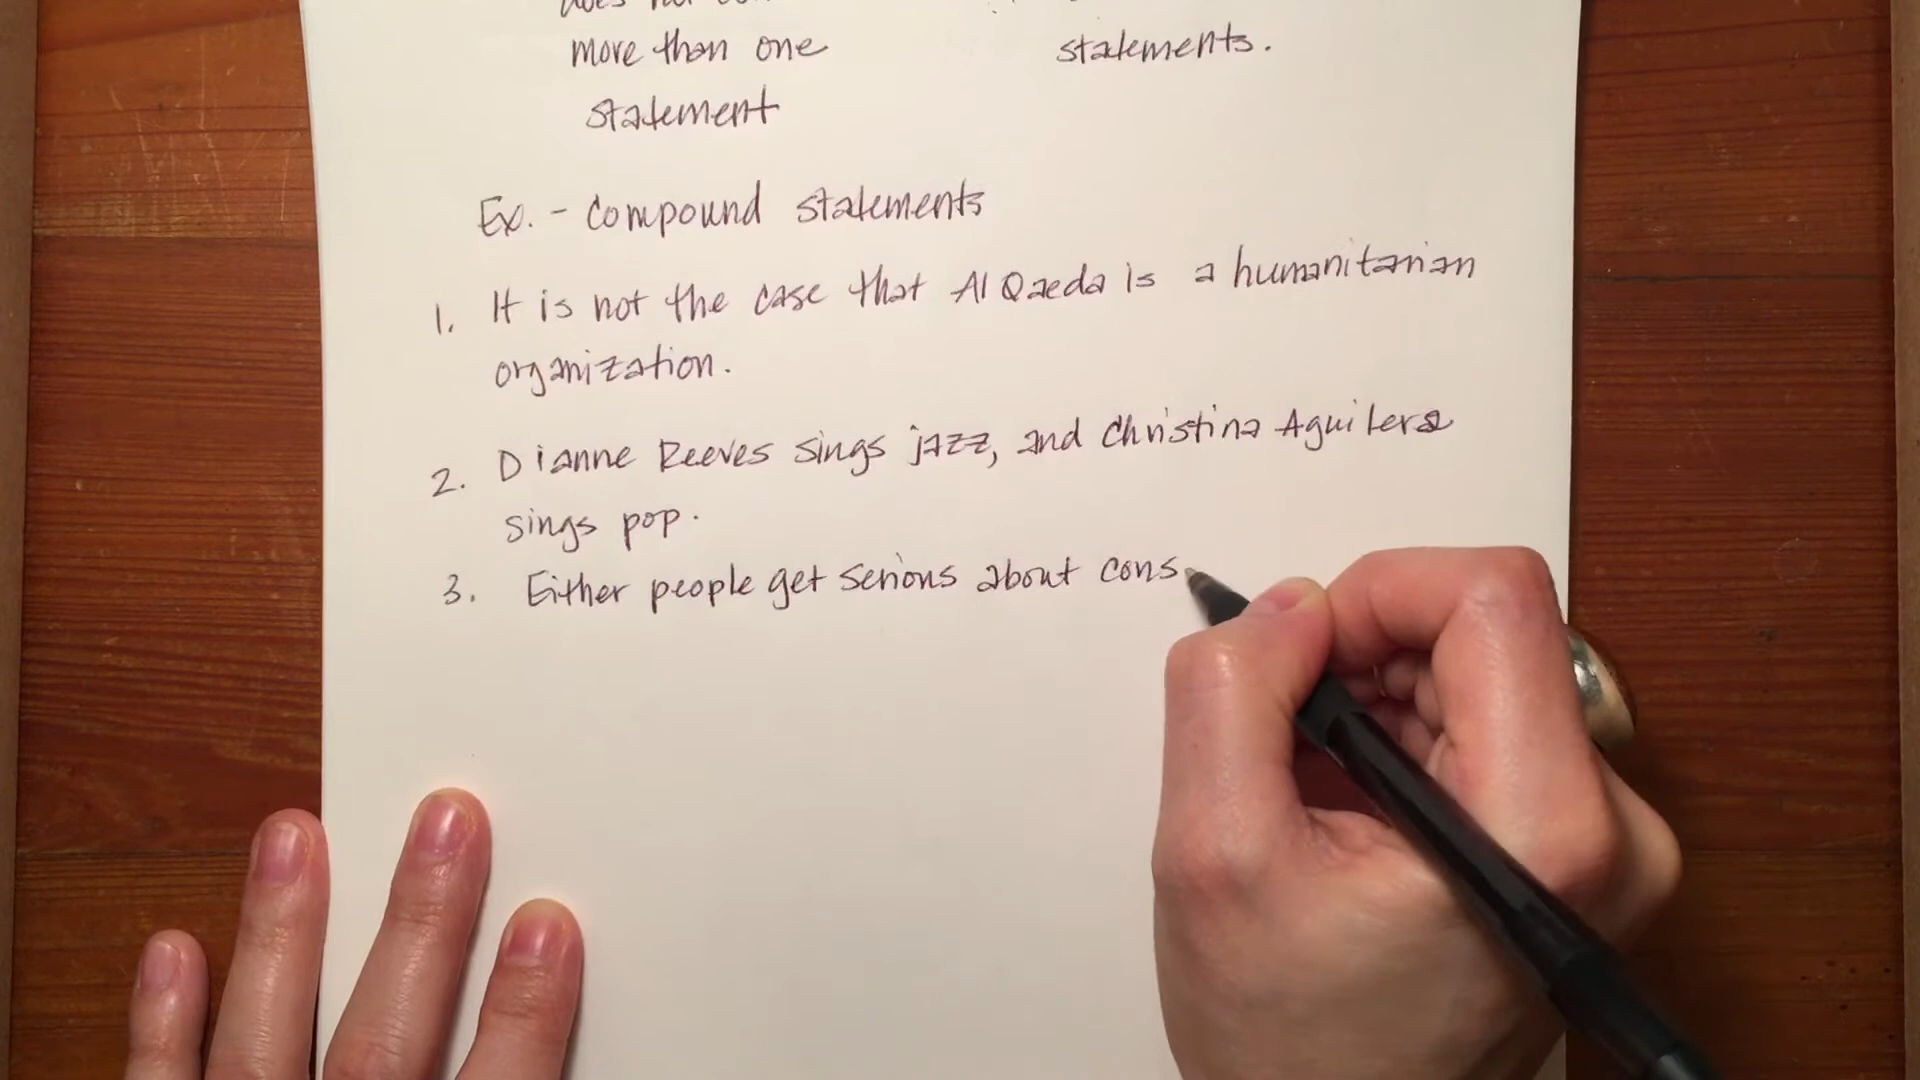 more than one statements.
statement
Ex. - compound statements
1. It is not the case that Al Qaeda is a humanitarian
organization.
2. Dianne Reeves sings jazz, and Christina Aguilera
sings pop.
3. Either people get serious about cons